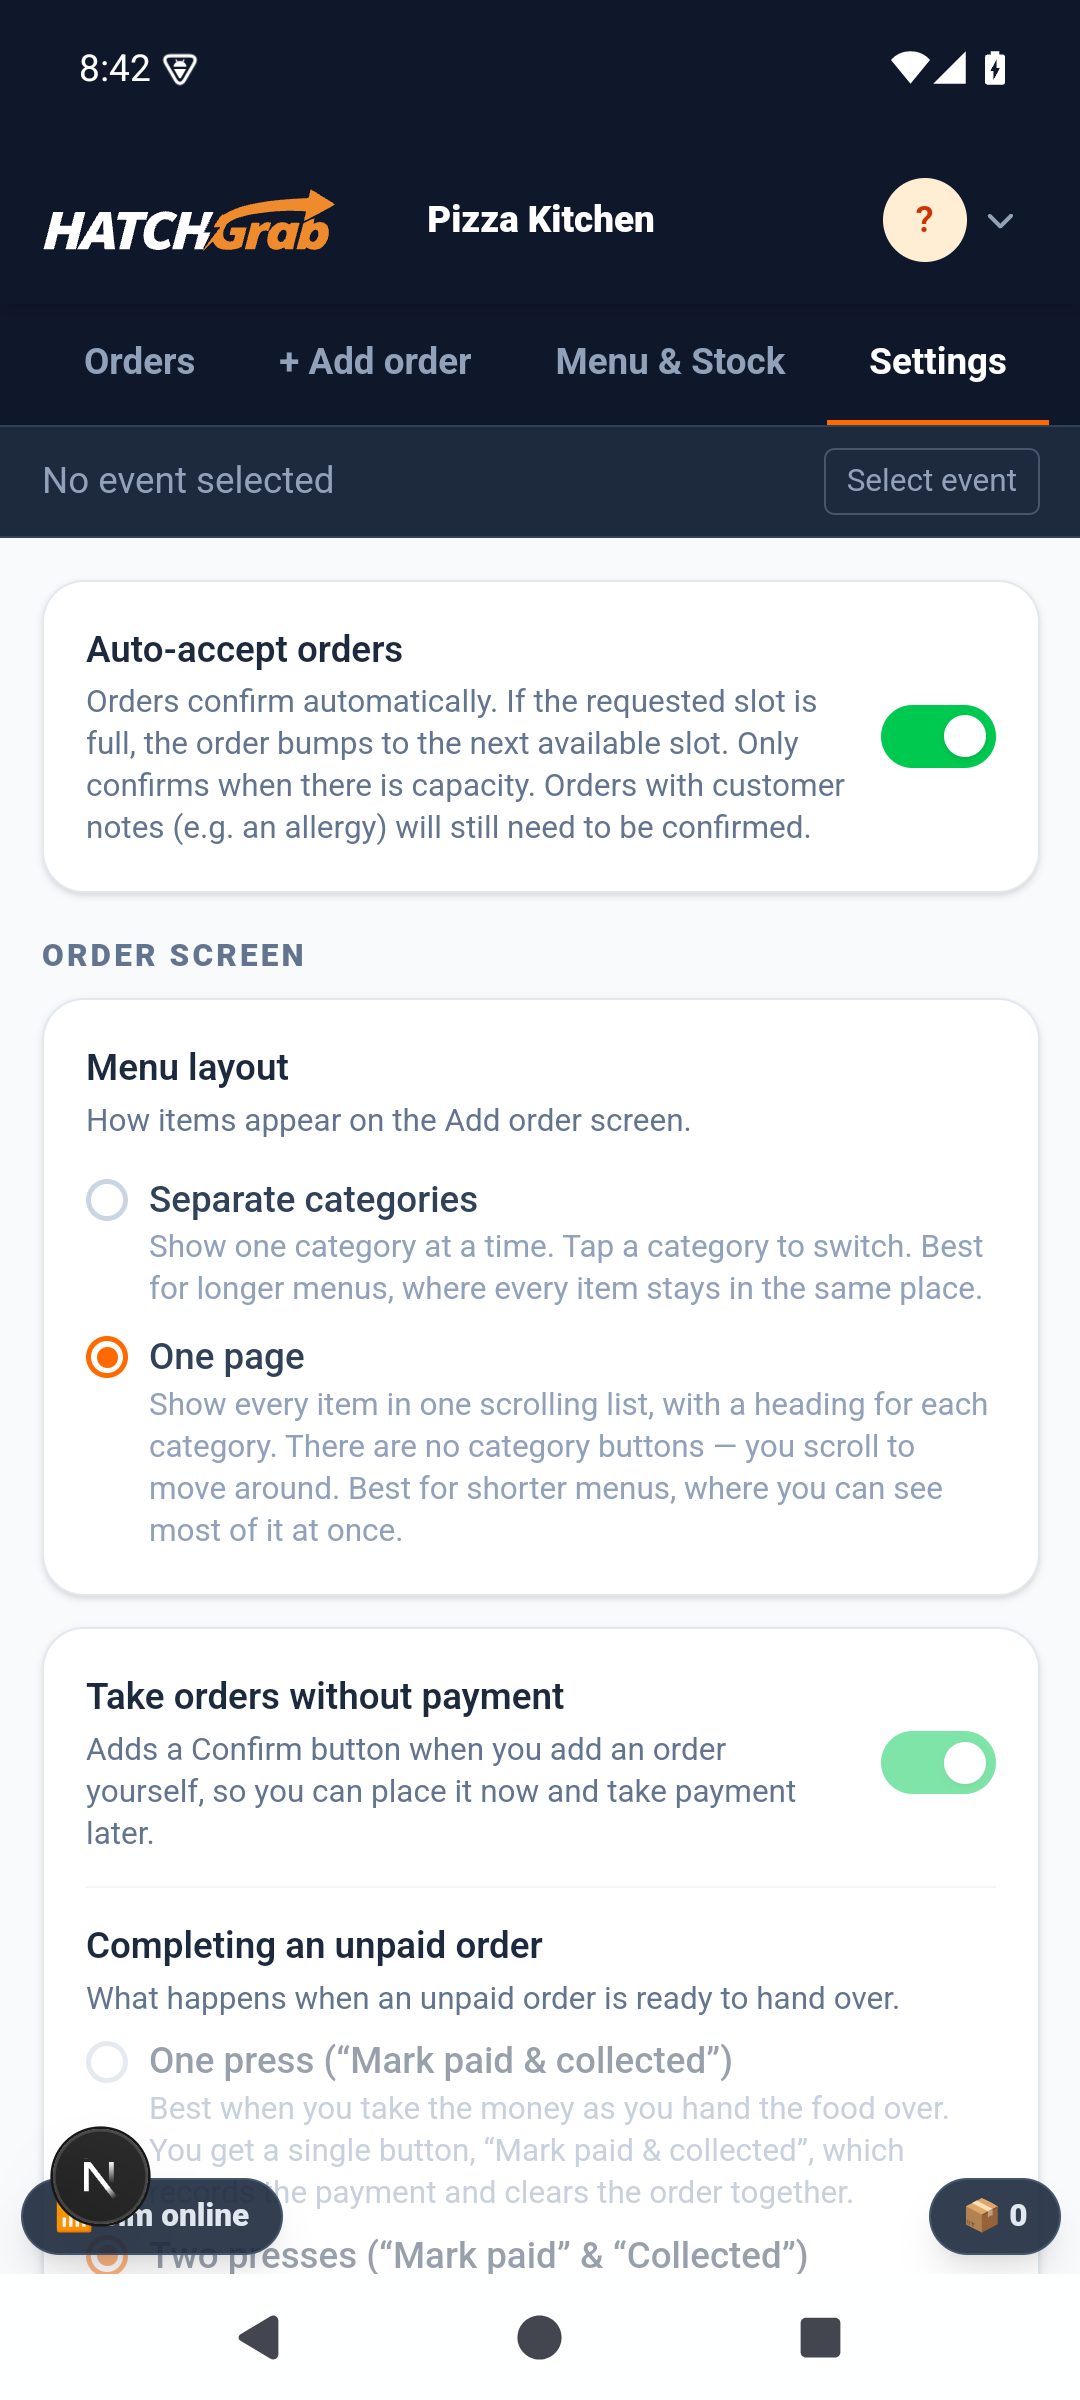 8:42
HATCHGrab
Pizza Kitchen
?
Orders
+ Add order
Menu & Stock
Settings
No event selected
Select event
Auto-accept orders
Orders confirm automatically. If the requested slot is
full, the order bumps to the next available slot. Only
confirms when there is capacity. Orders with customer
notes (e.g. an allergy) will still need to be confirmed.
ORDER SCREEN
Menu layout
How items appear on the Add order screen.
Separate categories
Show one category at a time. Tap a category to switch. Best
for longer menus, where every item stays in the same place.
One page
Show every item in one scrolling list, with a heading for each
category. There are no category buttons — you scroll to
move around. Best for shorter menus, where you can see
most of it at once.
Take orders without payment
Adds a Confirm button when you add an order
yourself, so you can place it now and take payment
later.
Completing an unpaid order
What happens when an unpaid order is ready to hand over.
One press (“Mark paid & collected”)
Best when you take the money as you hand the food over.
You get a single button, “Mark paid & collected”, which
records the payment and clears the order together.
N
online
0
Two presses (“Mark paid” & “Collected”)